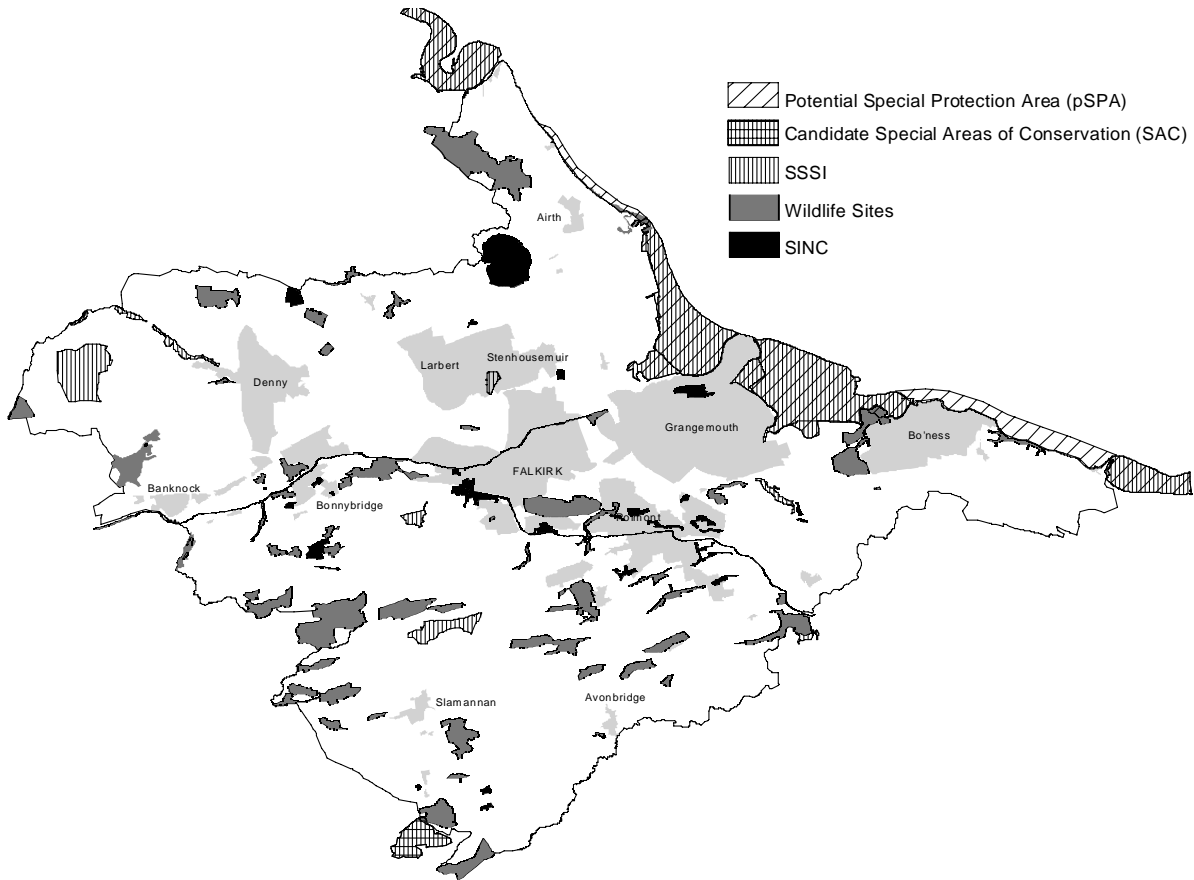 Potential Special Protection Area (pSPA)
Candidate Special Areas of Conservation (SAC)
SSSI
Wildlife Sites
SINC
Airth
Larbert
Stenhousemuir
Denny
Grangemouth
Bo'ness
FALKIRK
Banknock
Bonnybridge
Polmont
Slamannan
Avonbridge